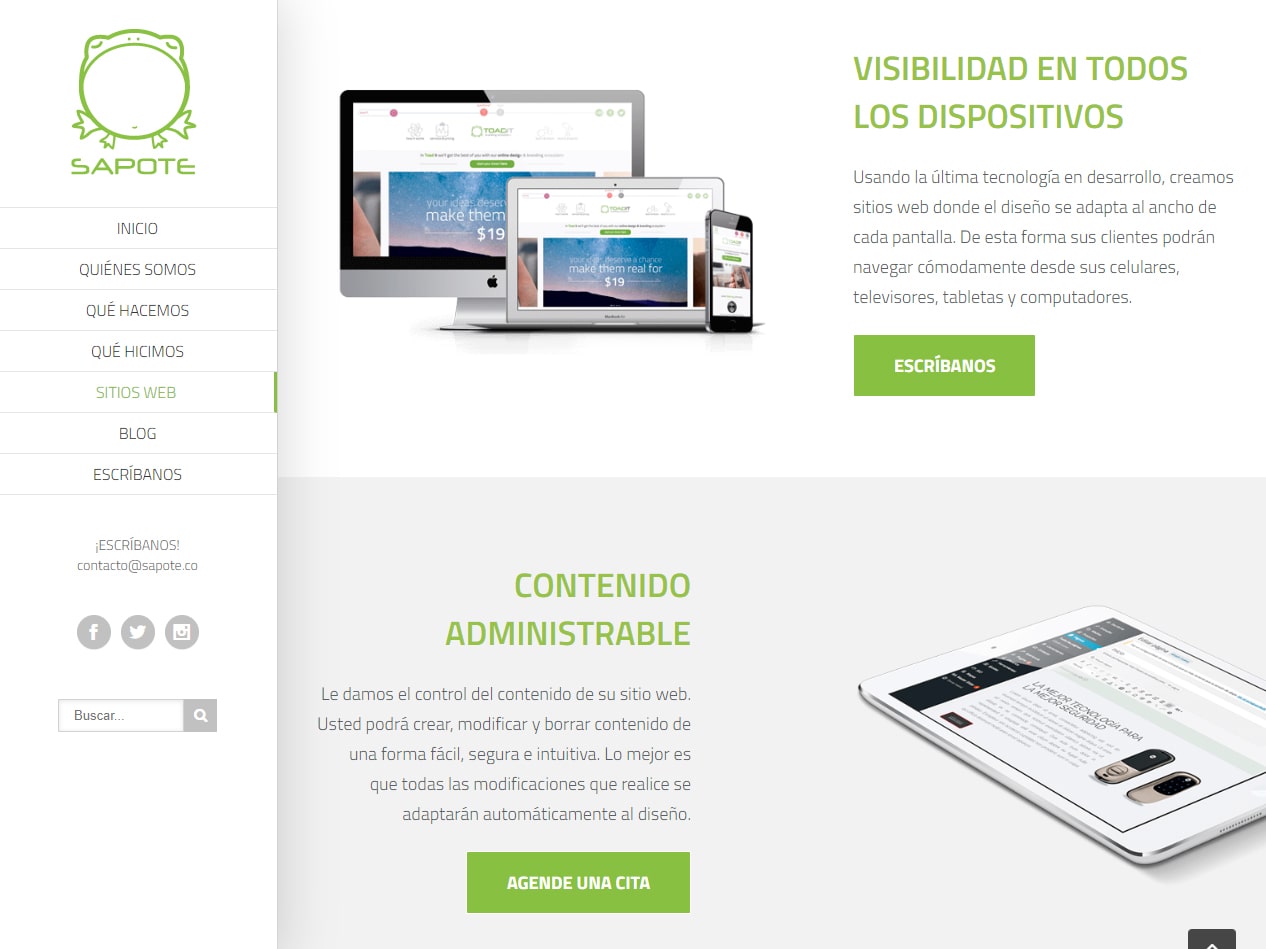 SAPOTE
INICIO
QUIÉNES SOMOS
QUÉ HACEMOS
QUÉ HICIMOS
SITIOS WEB
BLOG
ESCRÍBANOS
¡ESCRÍBANOS!
contacto@sapote.co
Buscar...
TOADIT
your ideas deserv
make them
$19
TOADIT
your ideas deserve a chance
make them real for
$19
VISIBILIDAD EN TODOS
LOS DISPOSITIVOS
Usando la última tecnología en desarrollo, creamos
sitios web donde el diseño se adapta al ancho de
cada pantalla. De esta forma sus clientes podrán
navegar cómodamente desde sus celulares,
televisores, tabletas y computadores.
ESCRÍBANOS
CONTENIDO
ADMINISTRABLE
Le damos el control del contenido de su sitio web.
Usted podrá crear, modificar y borrar contenido de
una forma fácil, segura e intuitiva. Lo mejor es
que todas las modificaciones que realice se
adaptarán automáticamente al diseño.
AGENDE UNA CITA
LA MEJOR TECNOLOGÍA PARA
LA MEJOR SEGURIDAD